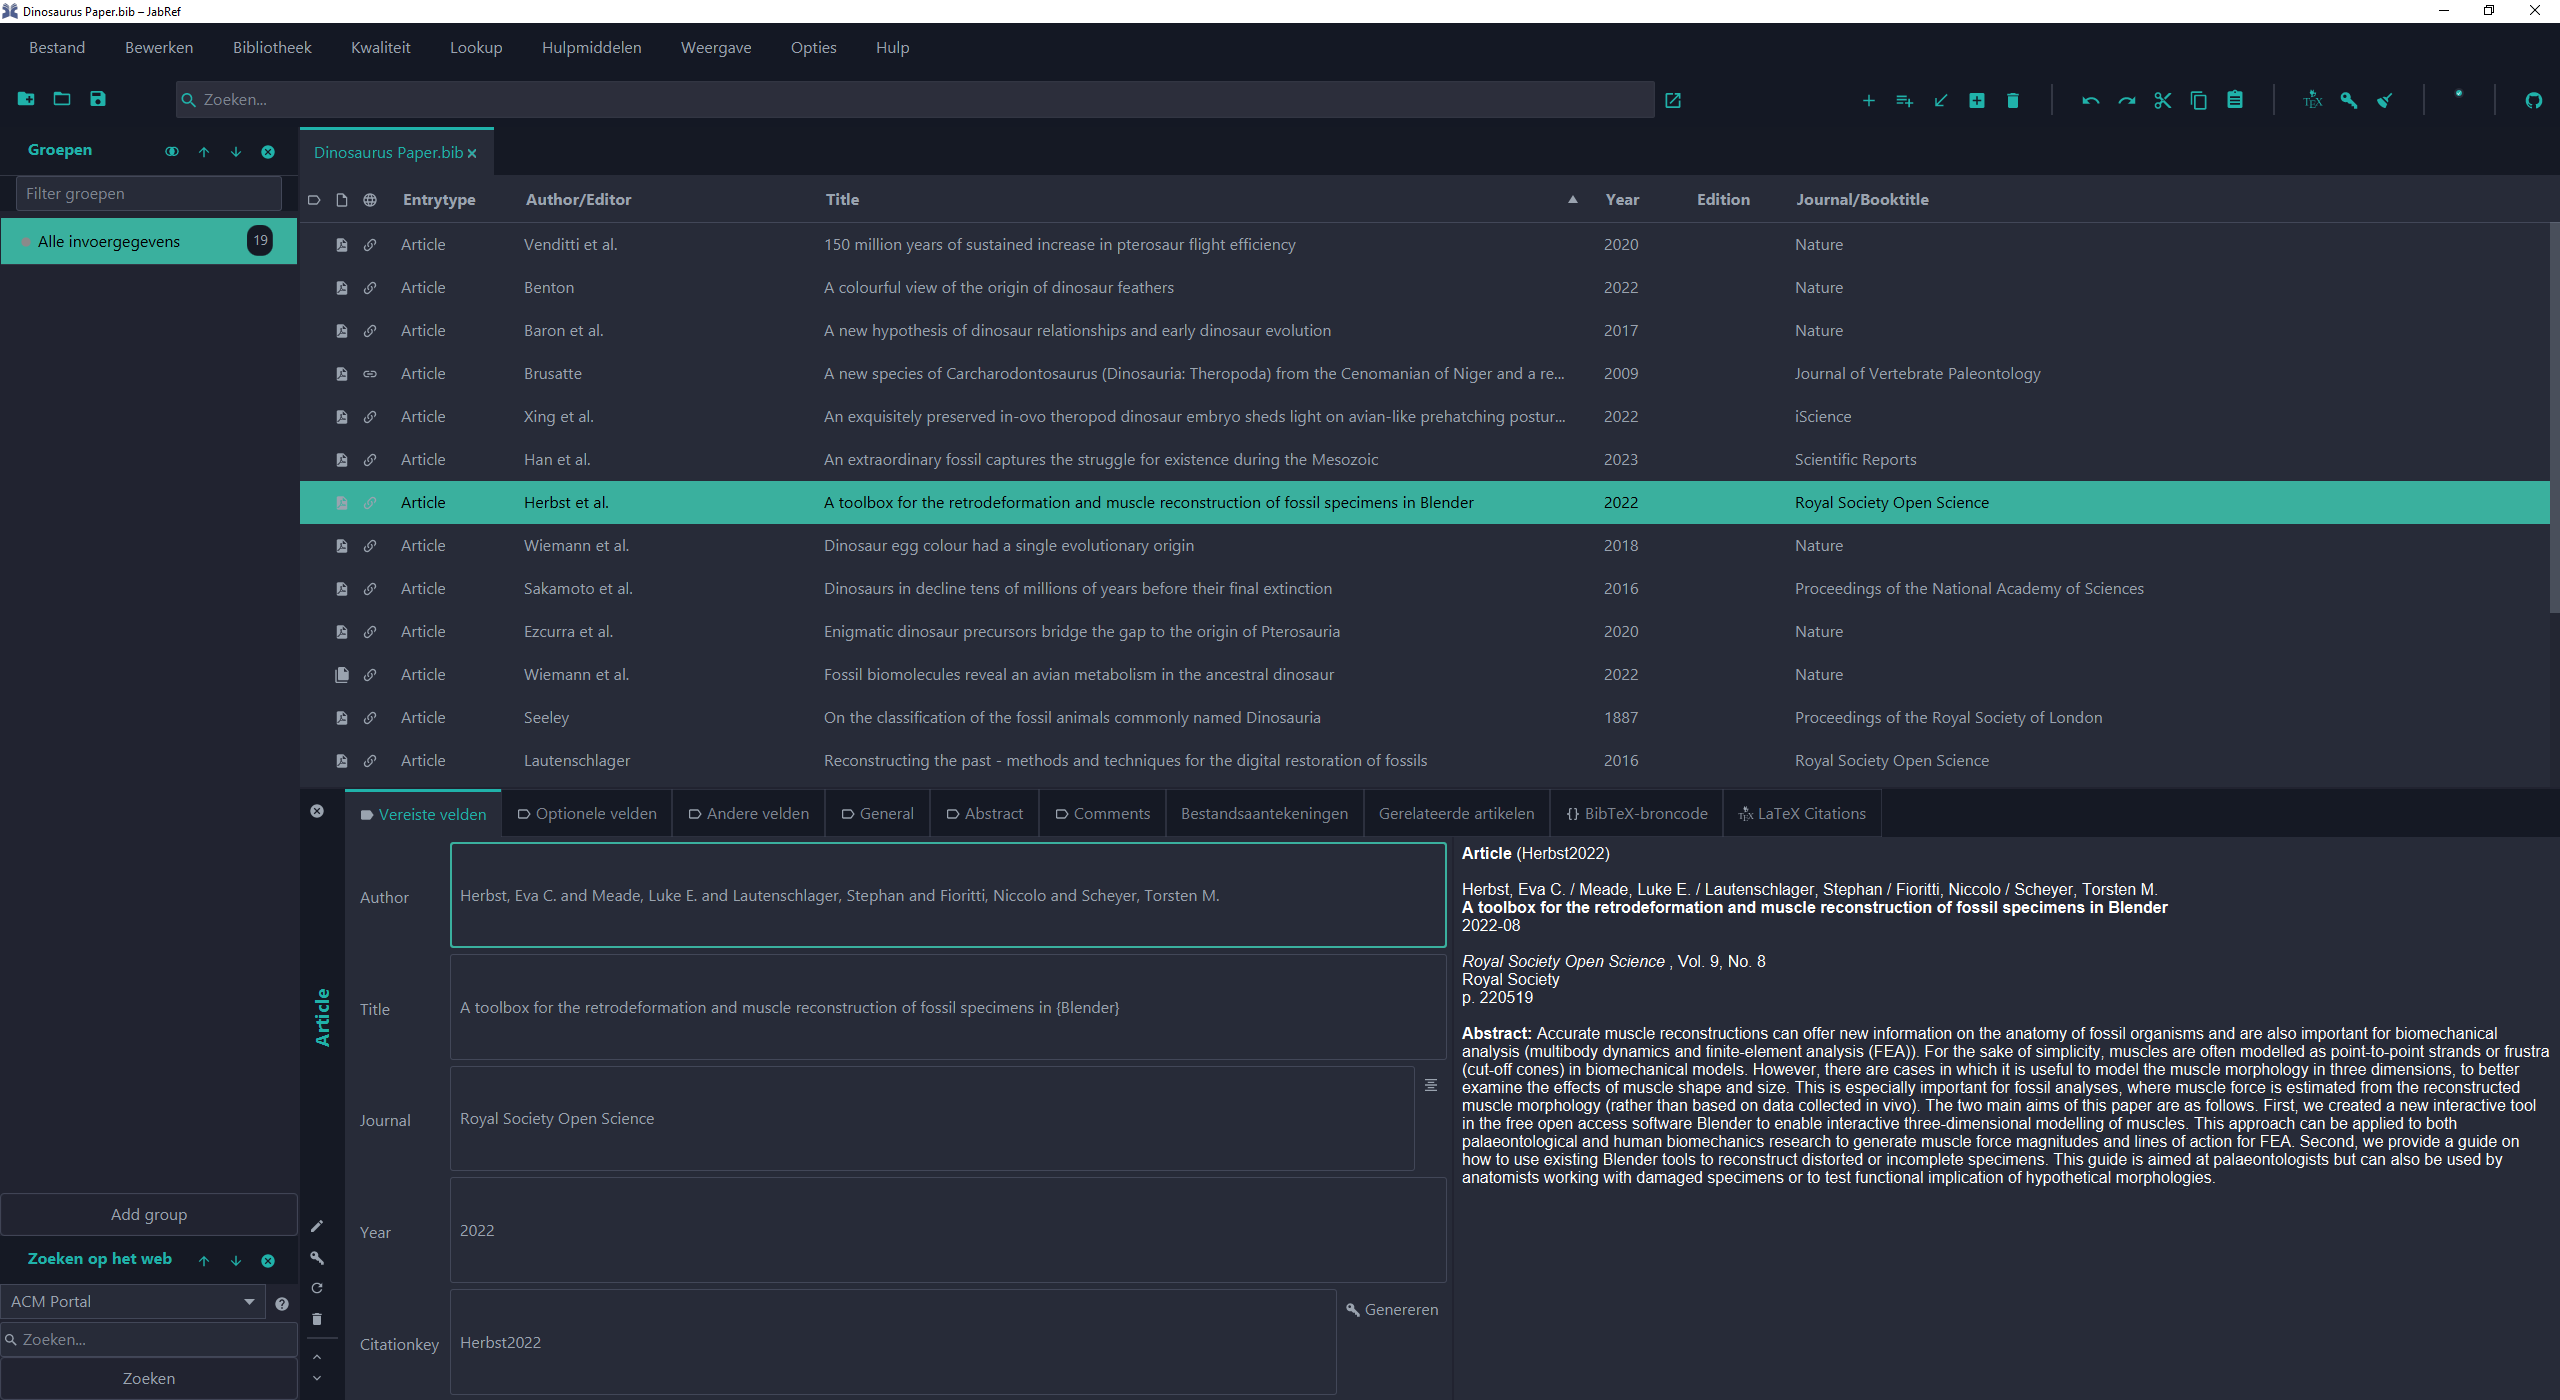 Dinosaurus Paper.bib – JabRef
Bestand Bewerken Bibliotheek Kwaliteit Lookup Hulpmiddelen Weergave Opties Hulp
Zoeken...
TEX
Groepen
Filter groepen
Alle invoergegevens 19
Dinosaurus Paper.bib
Entrytype Author/Editor Title Year Edition Journal/Booktitle
Article Venditti et al. 150 million years of sustained increase in pterosaur flight efficiency 2020 Nature
Article Benton A colourful view of the origin of dinosaur feathers 2022 Nature
Article Baron et al. A new hypothesis of dinosaur relationships and early dinosaur evolution 2017 Nature
Article Brusatte A new species of Carcharodontosaurus (Dinosauria: Theropoda) from the Cenomanian of Niger and a re... 2009 Journal of Vertebrate Paleontology
Article Xing et al. An exquisitely preserved in-ovo theropod dinosaur embryo sheds light on avian-like prehatching postur... 2022 iScience
Article Han et al. An extraordinary fossil captures the struggle for existence during the Mesozoic 2023 Scientific Reports
Article Herbst et al. A toolbox for the retrodeformation and muscle reconstruction of fossil specimens in Blender 2022 Royal Society Open Science
Article Wiemann et al. Dinosaur egg colour had a single evolutionary origin 2018 Nature
Article Sakamoto et al. Dinosaurs in decline tens of millions of years before their final extinction 2016 Proceedings of the National Academy of Sciences
Article Ezcurra et al. Enigmatic dinosaur precursors bridge the gap to the origin of Pterosauria 2020 Nature
Article Wiemann et al. Fossil biomolecules reveal an avian metabolism in the ancestral dinosaur 2022 Nature
Article Seeley On the classification of the fossil animals commonly named Dinosauria 1887 Proceedings of the Royal Society of London
Article Lautenschlager Reconstructing the past - methods and techniques for the digital restoration of fossils 2016 Royal Society Open Science
Vereiste velden Optionele velden Andere velden General Abstract Comments Bestandsaantekeningen Gerelateerde artikelen {} BibTeX-broncode TEX LaTeX Citations
Article
Author Herbst, Eva C. and Meade, Luke E. and Lautenschlager, Stephan and Fioritti, Niccolo and Scheyer, Torsten M.
Title A toolbox for the retrodeformation and muscle reconstruction of fossil specimens in {Blender}
Journal Royal Society Open Science
Year 2022
Citationkey Herbst2022 Genereren
Article (Herbst2022)
Herbst, Eva C. / Meade, Luke E. / Lautenschlager, Stephan / Fioritti, Niccolo / Scheyer, Torsten M.
A toolbox for the retrodeformation and muscle reconstruction of fossil specimens in Blender
2022-08
Royal Society Open Science , Vol. 9, No. 8
Royal Society
p. 220519
Abstract: Accurate muscle reconstructions can offer new information on the anatomy of fossil organisms and are also important for biomechanical
analysis (multibody dynamics and finite-element analysis (FEA)). For the sake of simplicity, muscles are often modelled as point-to-point strands or frustra
(cut-off cones) in biomechanical models. However, there are cases in which it is useful to model the muscle morphology in three dimensions, to better
examine the effects of muscle shape and size. This is especially important for fossil analyses, where muscle force is estimated from the reconstructed
muscle morphology (rather than based on data collected in vivo). The two main aims of this paper are as follows. First, we created a new interactive tool
in the free open access software Blender to enable interactive three-dimensional modelling of muscles. This approach can be applied to both
palaeontological and human biomechanics research to generate muscle force magnitudes and lines of action for FEA. Second, we provide a guide on
how to use existing Blender tools to reconstruct distorted or incomplete specimens. This guide is aimed at palaeontologists but can also be used by
anatomists working with damaged specimens or to test functional implication of hypothetical morphologies.
Add group
Zoeken op het web
ACM Portal
Zoeken...
Zoeken